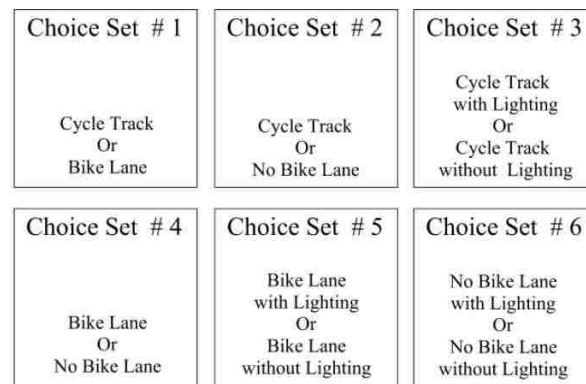 Choice Set # 1
Cycle Track
Or
Bike Lane
Choice Set # 2
Cycle Track
Or
No Bike Lane
Choice Set # 3
Cycle Track
with Lighting
Or
Cycle Track
without Lighting
Choice Set # 4
Bike Lane
Or
No Bike Lane
Choice Set # 5
Bike Lane
with Lighting
Or
Bike Lane
without Lighting
Choice Set # 6
No Bike Lane
with Lighting
Or
No Bike Lane
without Lighting